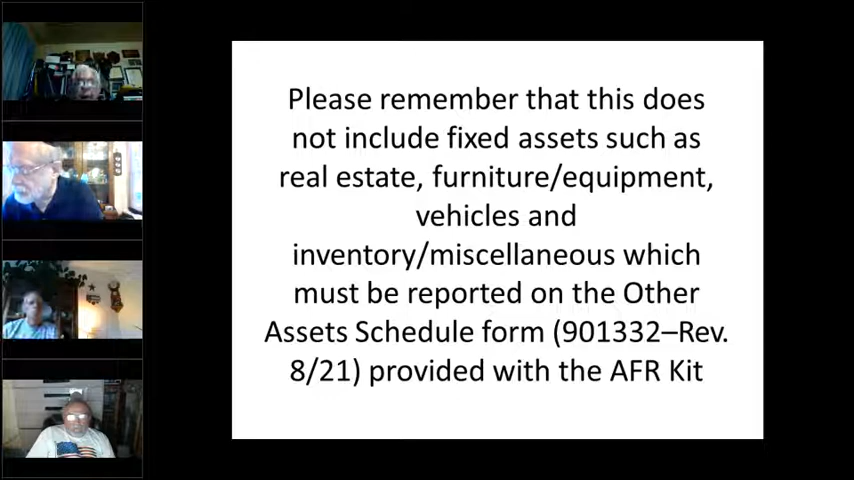 Please remember that this does
not include fixed assets such as
real estate, furniture/equipment,
vehicles and
inventory/miscellaneous which
must be reported on the Other
Assets Schedule form (901332–Rev.
8/21) provided with the AFR Kit